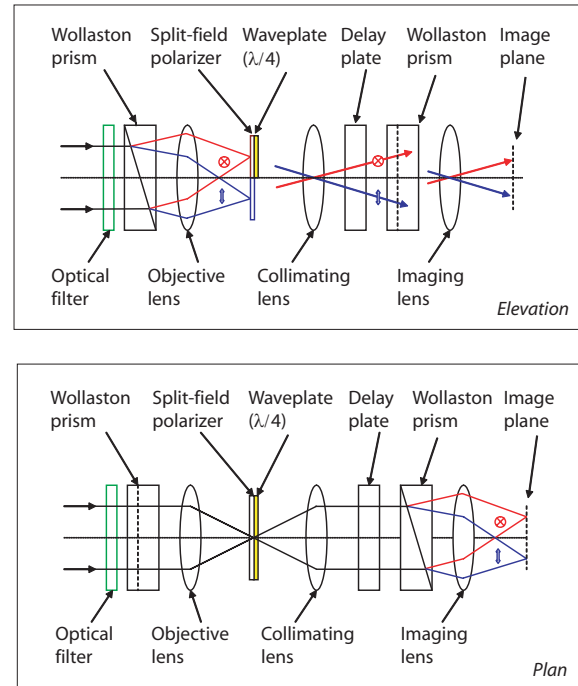 Wollaston prism
Split-field polarizer
Waveplate (λ/4)
Collimating lens
Delay plate
Wollaston prism
Image plane
Optical filter
Objective lens
Imaging lens
Elevation
Wollaston prism
Split-field polarizer
Waveplate (λ/4)
Delay plate
Wollaston prism
Image plane
Optical filter
Objective lens
Collimating lens
Imaging lens
Plan